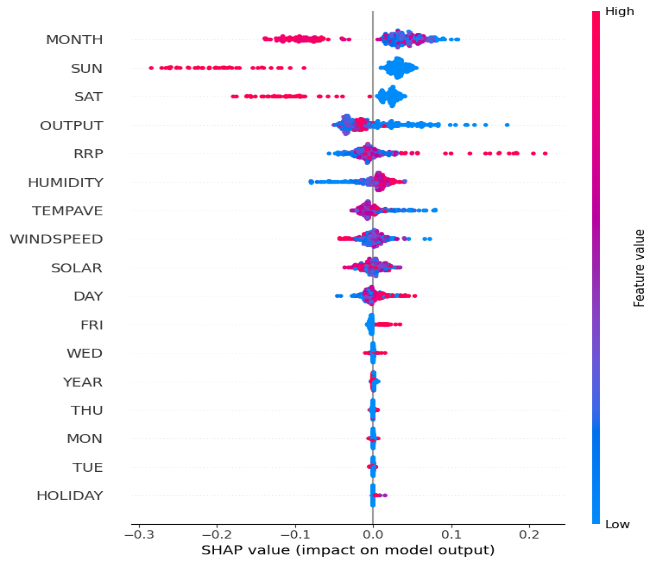 High
MONTH
SUN
SAT
OUTPUT
RRP
HUMIDITY
TEMPAVE
WINDSPEED
SOLAR
DAY
FRI
WED
YEAR
THU
MON
TUE
HOLIDAY
Feature value
Low
−0.3 −0.2 −0.1 0.0 0.1 0.2
SHAP value (impact on model output)